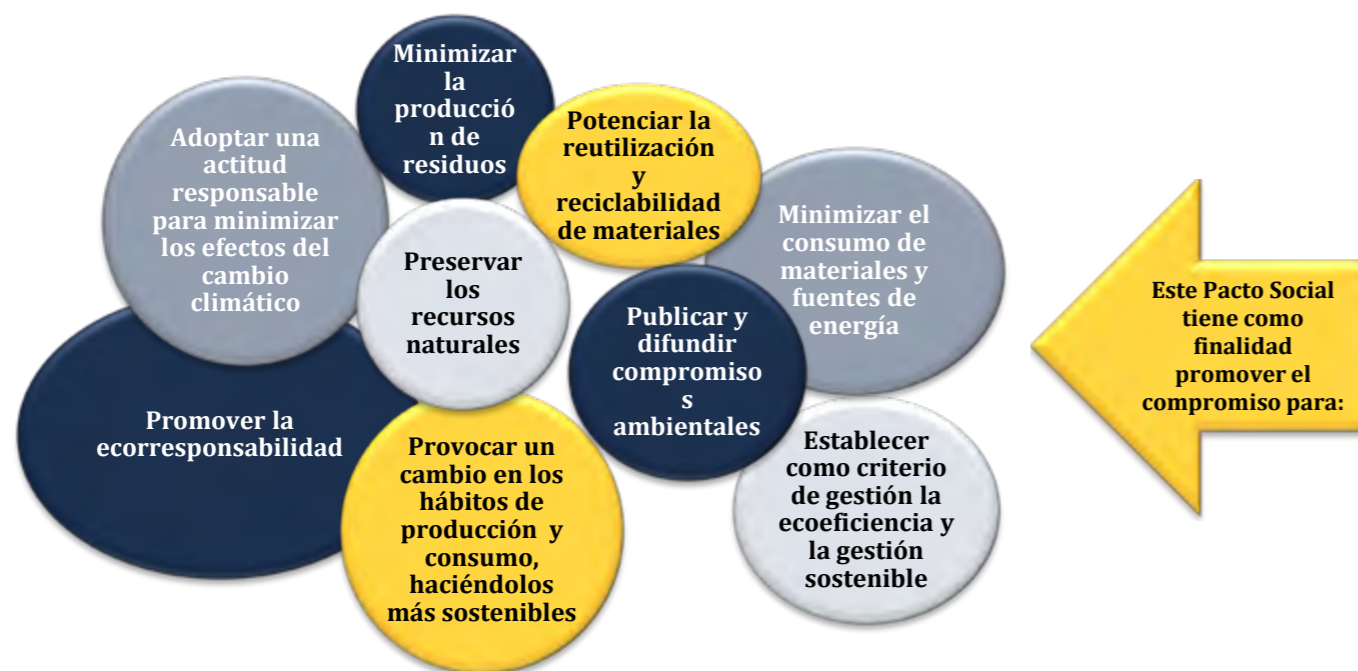 Minimizar
la
producció
n de
residuos
Potenciar la
reutilización
y
reciclabilidad
de materiales
Adoptar una
actitud
responsable
para minimizar
los efectos del
cambio
climático
Minimizar el
consumo de
materiales y
fuentes de
energía
Preservar
los
recursos
naturales
Publicar y
difundir
compromiso
s
ambientales
Promover la
ecorresponsabilidad
Provocar un
cambio en los
hábitos de
producción y
consumo,
haciéndolos
más sostenibles
Establecer
como criterio
de gestión la
ecoeficiencia y
la gestión
sostenible
Este Pacto Social
tiene como
finalidad
promover el
compromiso para: